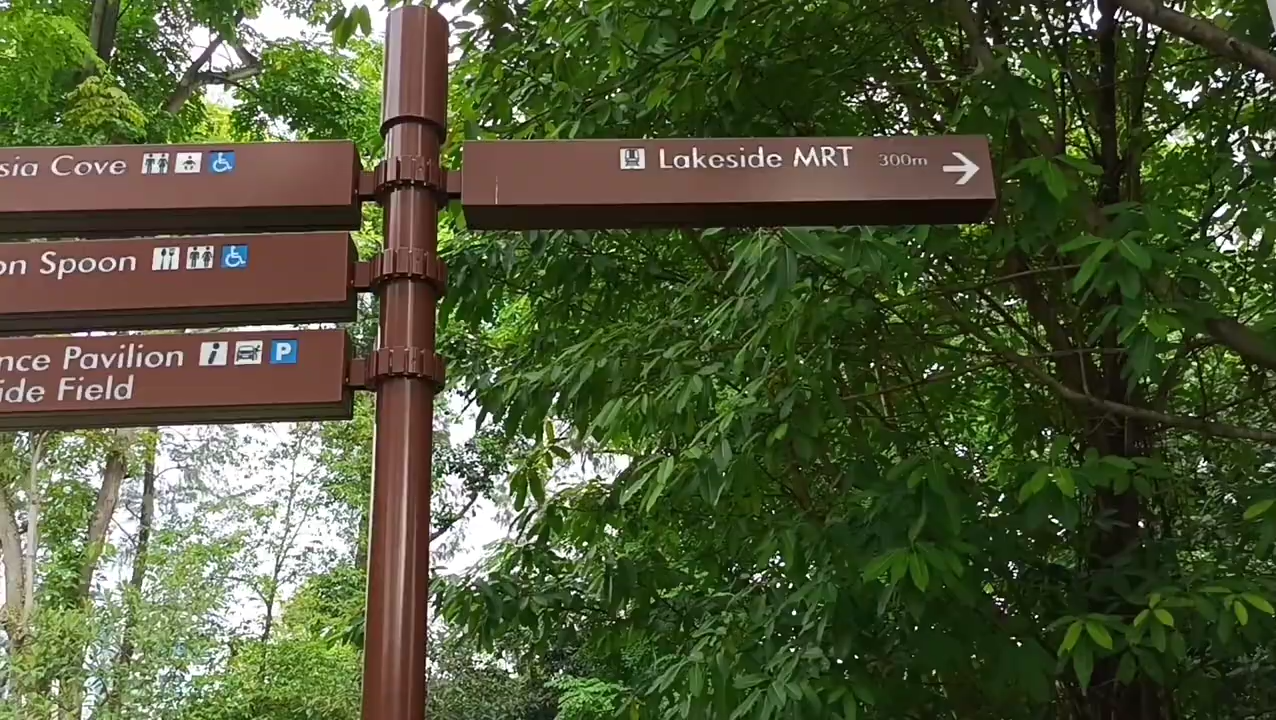 sia Cove
on Spoon
nce Pavilion P
ide Field
Lakeside MRT 300m